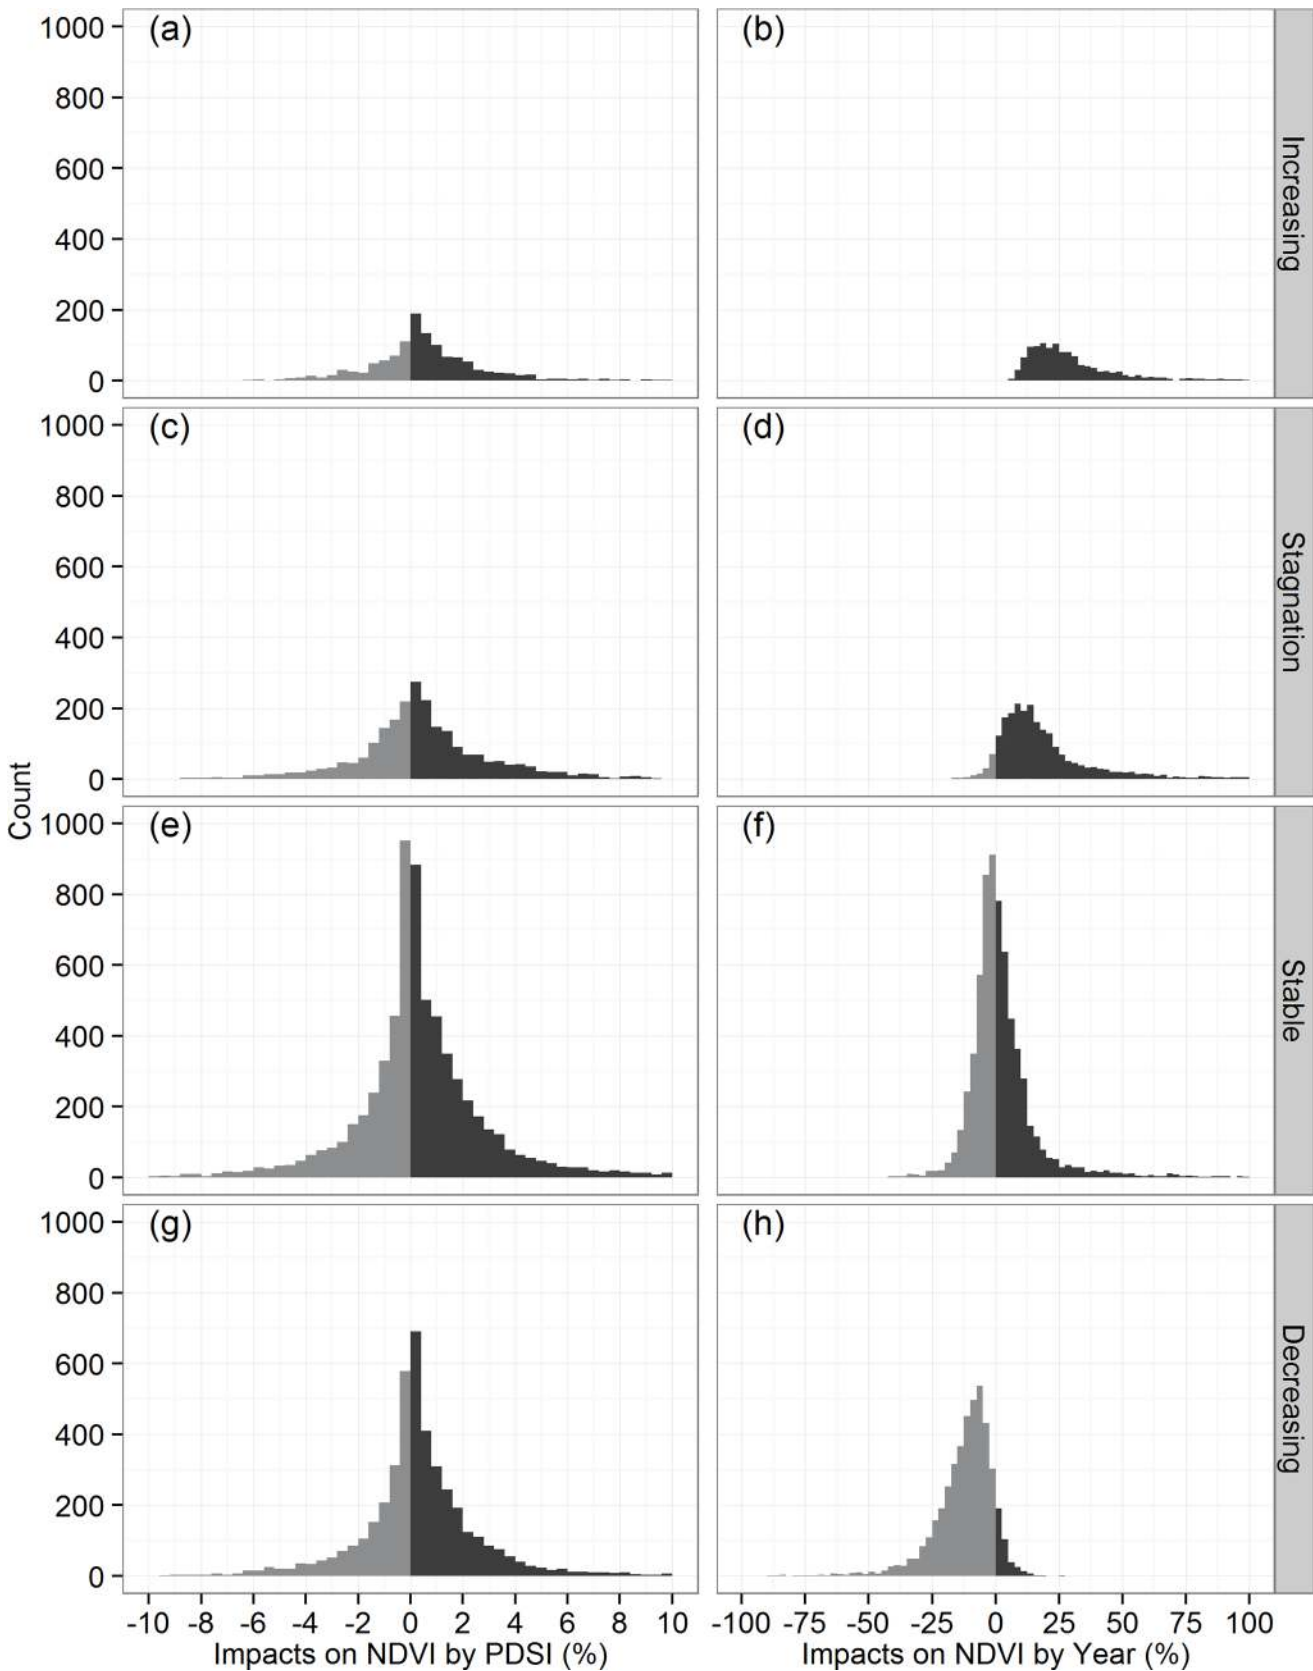 (a)
(b)
1000
800
600
400
200
0
Increasing
(c)
(d)
1000
800
600
400
200
0
Stagnation
Count
(e)
(f)
1000
800
600
400
200
0
Stable
(g)
(h)
1000
800
600
400
200
0
Decreasing
-10 -8 -6 -4 -2 0 2 4 6 8 10
-100 -75 -50 -25 0 25 50 75 100
Impacts on NDVI by PDSI (%)
Impacts on NDVI by Year (%)